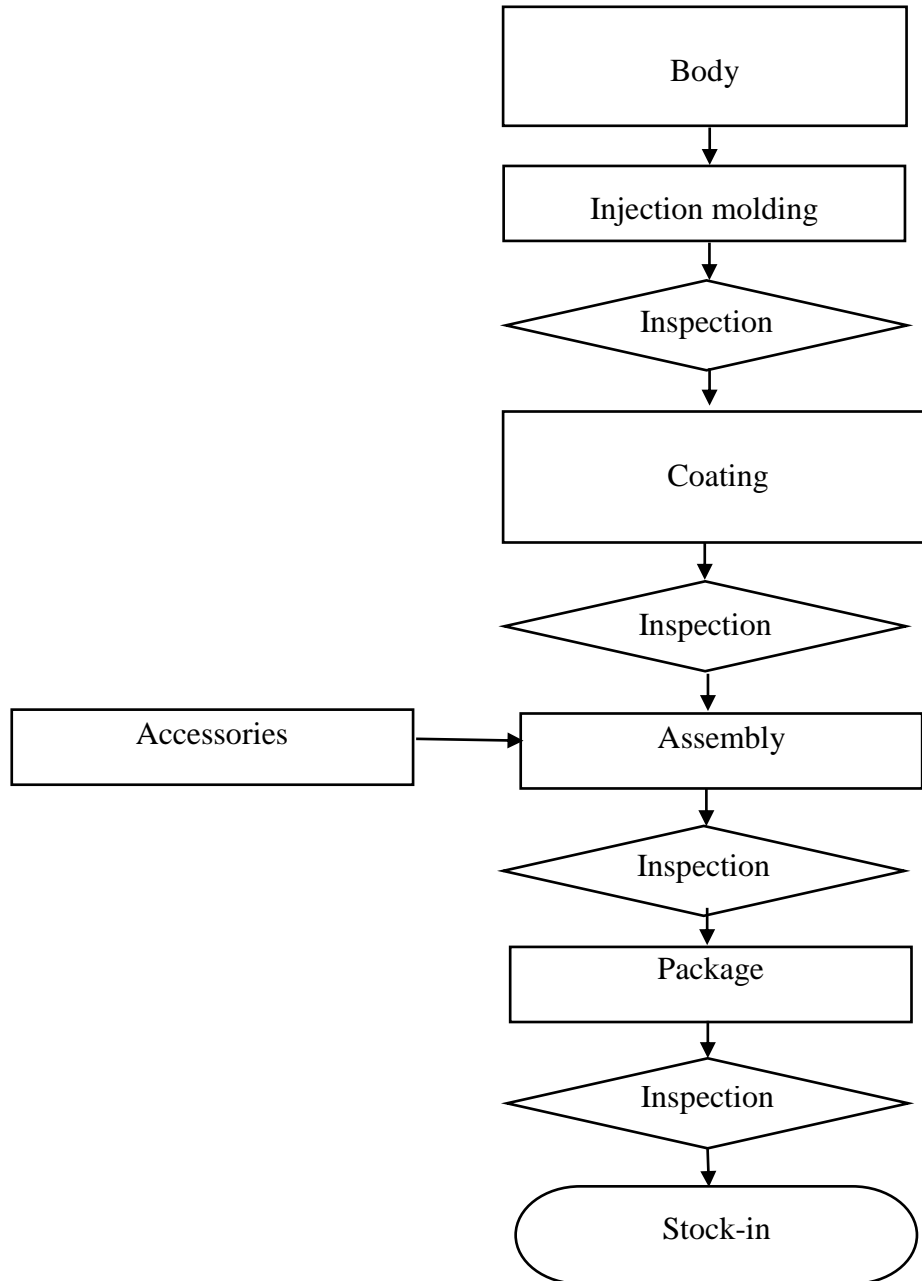 Body
Injection molding
Inspection
Coating
Inspection
Accessories
Assembly
Inspection
Package
Inspection
Stock-in